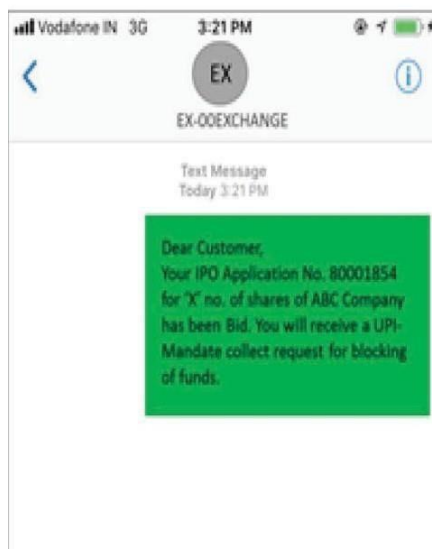 Vodafone IN 3G 3:21 PM
EX
EX-00EXCHANGE
Text Message
Today 3:21 PM
Dear Customer,
Your IPO Application No. 80001854
for "X" no. of shares of ABC Company
has been Bid. You will receive a UPI-
Mandate collect request for blocking
of funds.